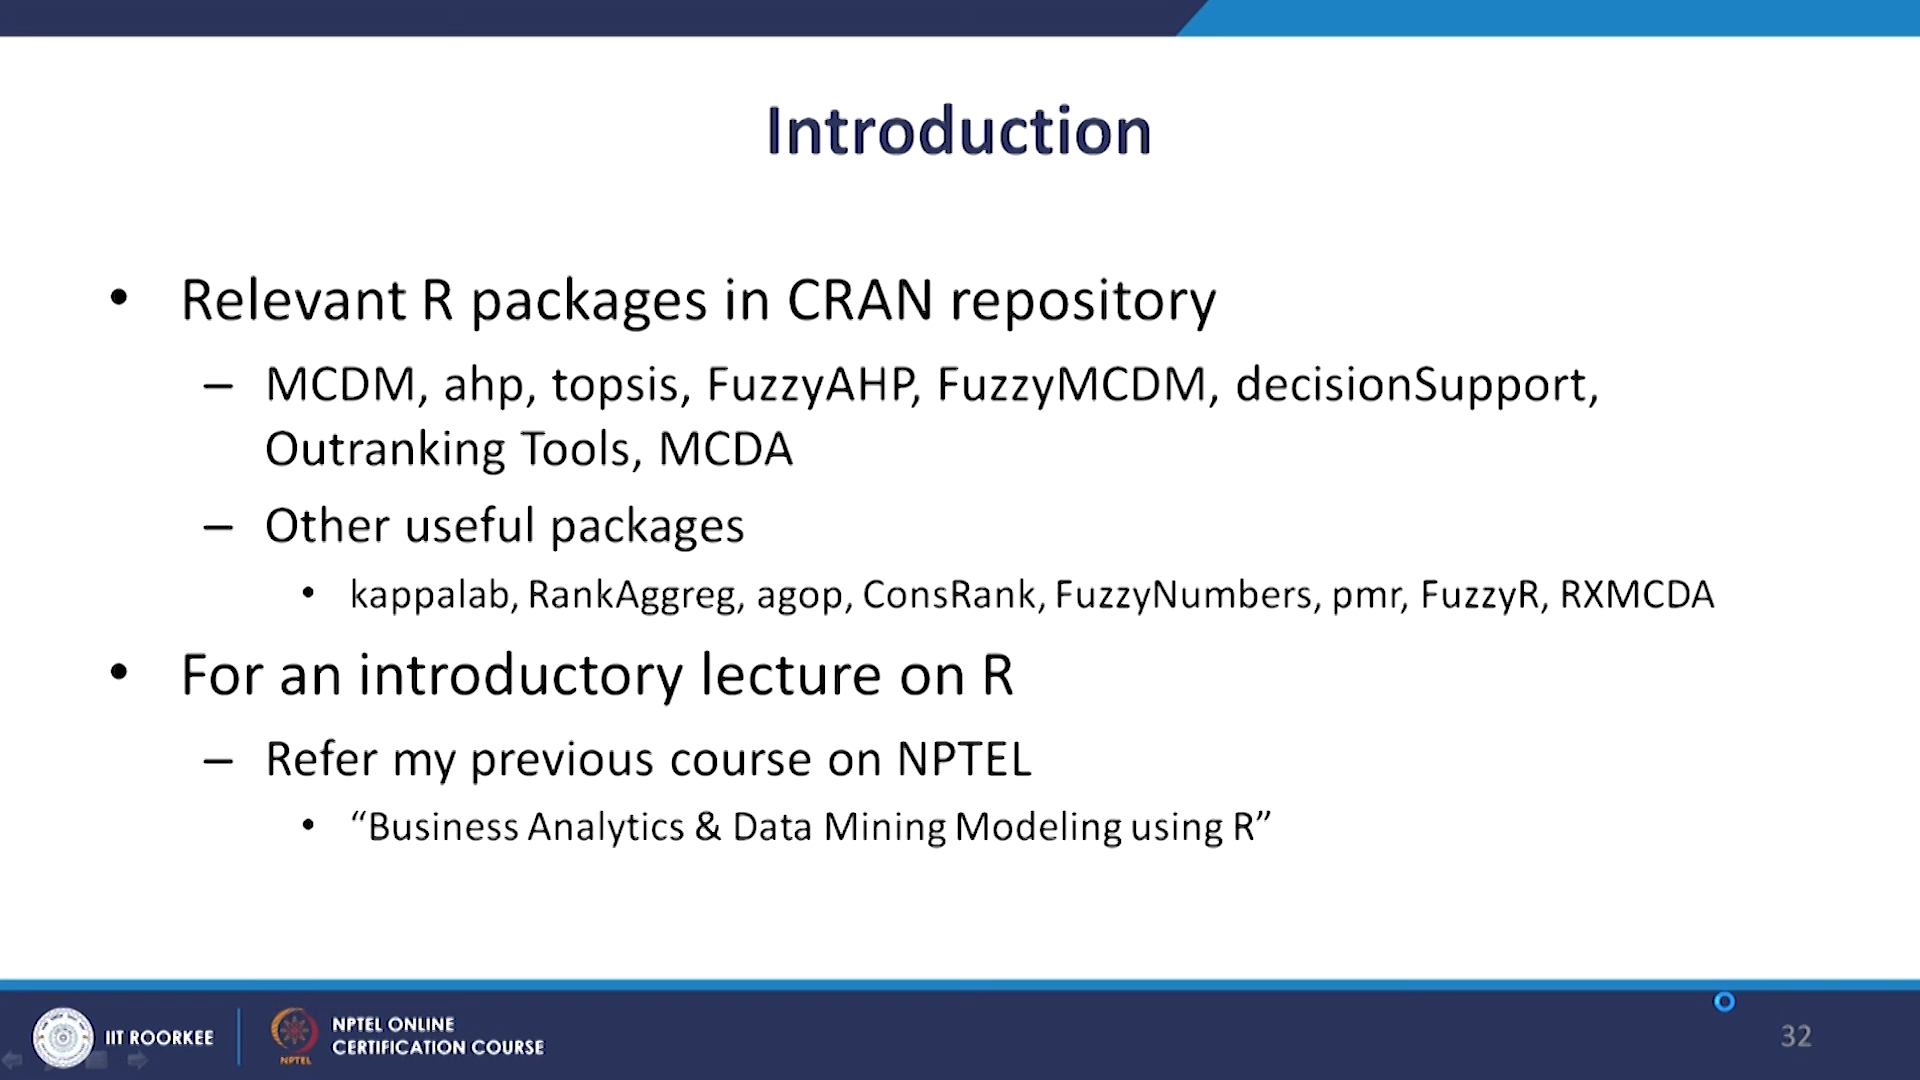 Introduction
• Relevant R packages in CRAN repository
– MCDM, ahp, topsis, FuzzyAHP, FuzzyMCDM, decisionSupport,
Outranking Tools, MCDA
– Other useful packages
• kappalab, RankAggreg, agop, ConsRank, FuzzyNumbers, pmr, FuzzyR, RXMCDA
• For an introductory lecture on R
– Refer my previous course on NPTEL
• “Business Analytics & Data Mining Modeling using R”
IIT ROORKEE
NPTEL
NPTEL ONLINE
CERTIFICATION COURSE
32